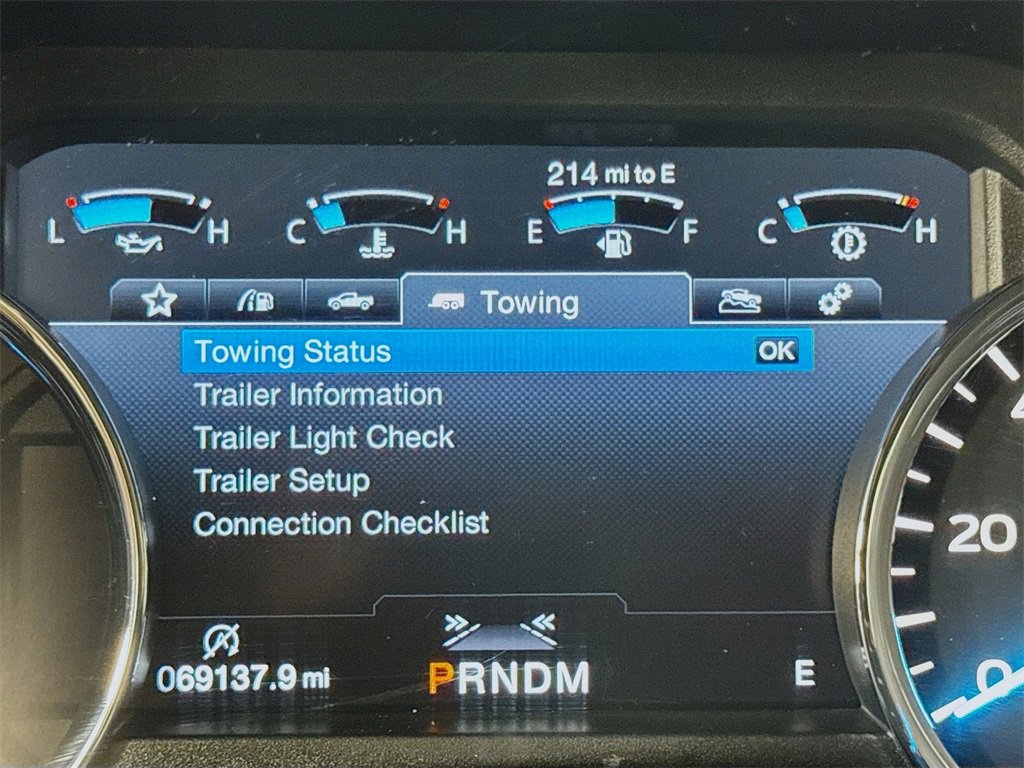 214 mi to E
L H C H E F C H
Towing
Towing Status OK
Trailer Information
Trailer Light Check
Trailer Setup
Connection Checklist
069137.9 mi
PRNDM
E
20
0